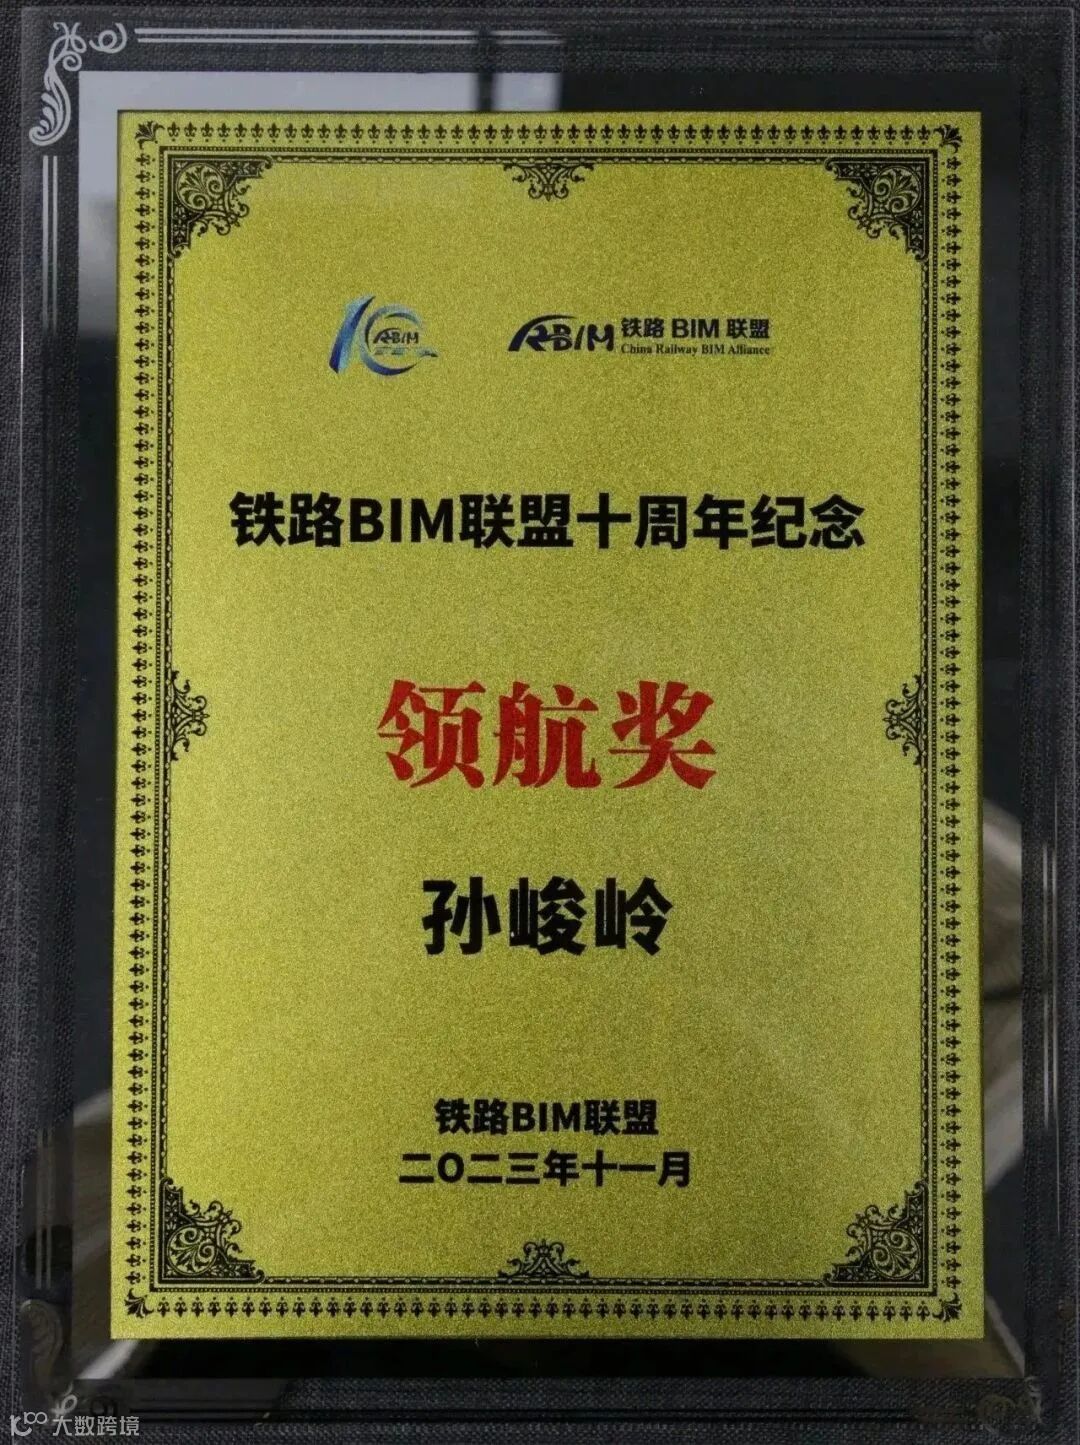 10 RBIM
RBIM 铁路 BIM 联盟
China Railway BIM Alliance
铁路BIM联盟十周年纪念
领航奖
孙峻岭
铁路BIM联盟
二O二三年十一月
大数跨境